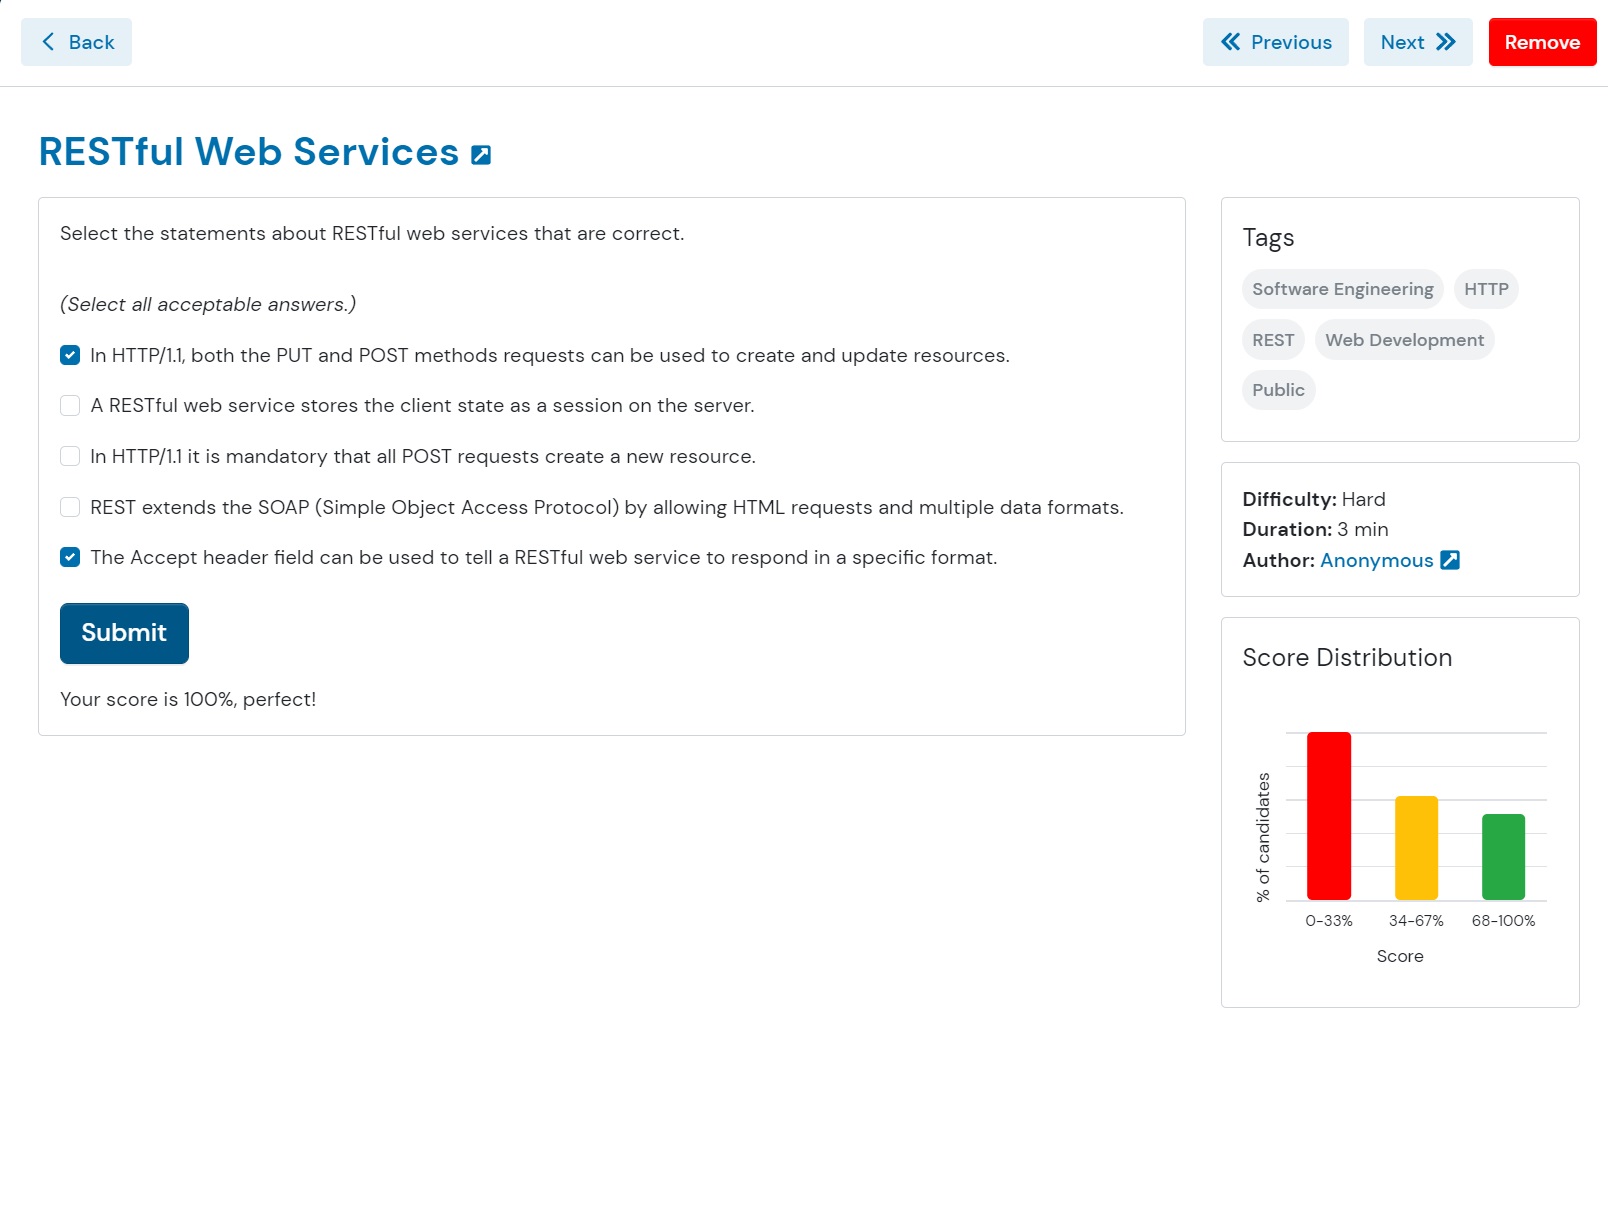 Back
Previous
Next
Remove
RESTful Web Services
Select the statements about RESTful web services that are correct.
(Select all acceptable answers.)
In HTTP/1.1, both the PUT and POST methods requests can be used to create and update resources.
A RESTful web service stores the client state as a session on the server.
In HTTP/1.1 it is mandatory that all POST requests create a new resource.
REST extends the SOAP (Simple Object Access Protocol) by allowing HTML requests and multiple data formats.
The Accept header field can be used to tell a RESTful web service to respond in a specific format.
Submit
Your score is 100%, perfect!
Tags
Software Engineering
HTTP
REST
Web Development
Public
Difficulty: Hard
Duration: 3 min
Author: Anonymous
Score Distribution
% of candidates
0-33%
34-67%
68-100%
Score